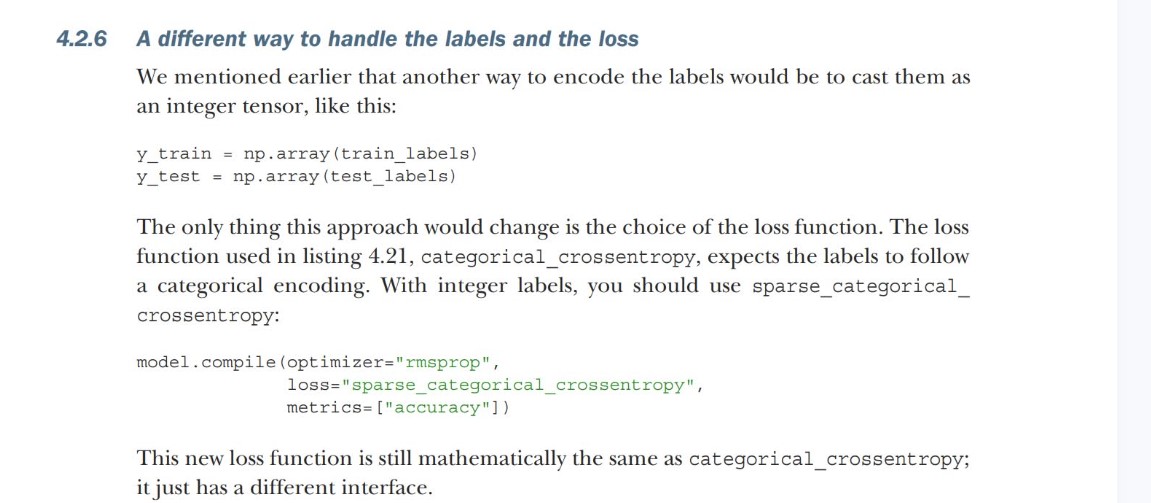 4.2.6 A different way to handle the labels and the loss
We mentioned earlier that another way to encode the labels would be to cast them as
an integer tensor, like this:
y_train = np.array(train_labels)
y_test = np.array(test_labels)
The only thing this approach would change is the choice of the loss function. The loss
function used in listing 4.21, categorical_crossentropy, expects the labels to follow
a categorical encoding. With integer labels, you should use sparse_categorical_
crossentropy:
model.compile(optimizer="rmsprop",
loss="sparse_categorical_crossentropy",
metrics=["accuracy"])
This new loss function is still mathematically the same as categorical_crossentropy;
it just has a different interface.